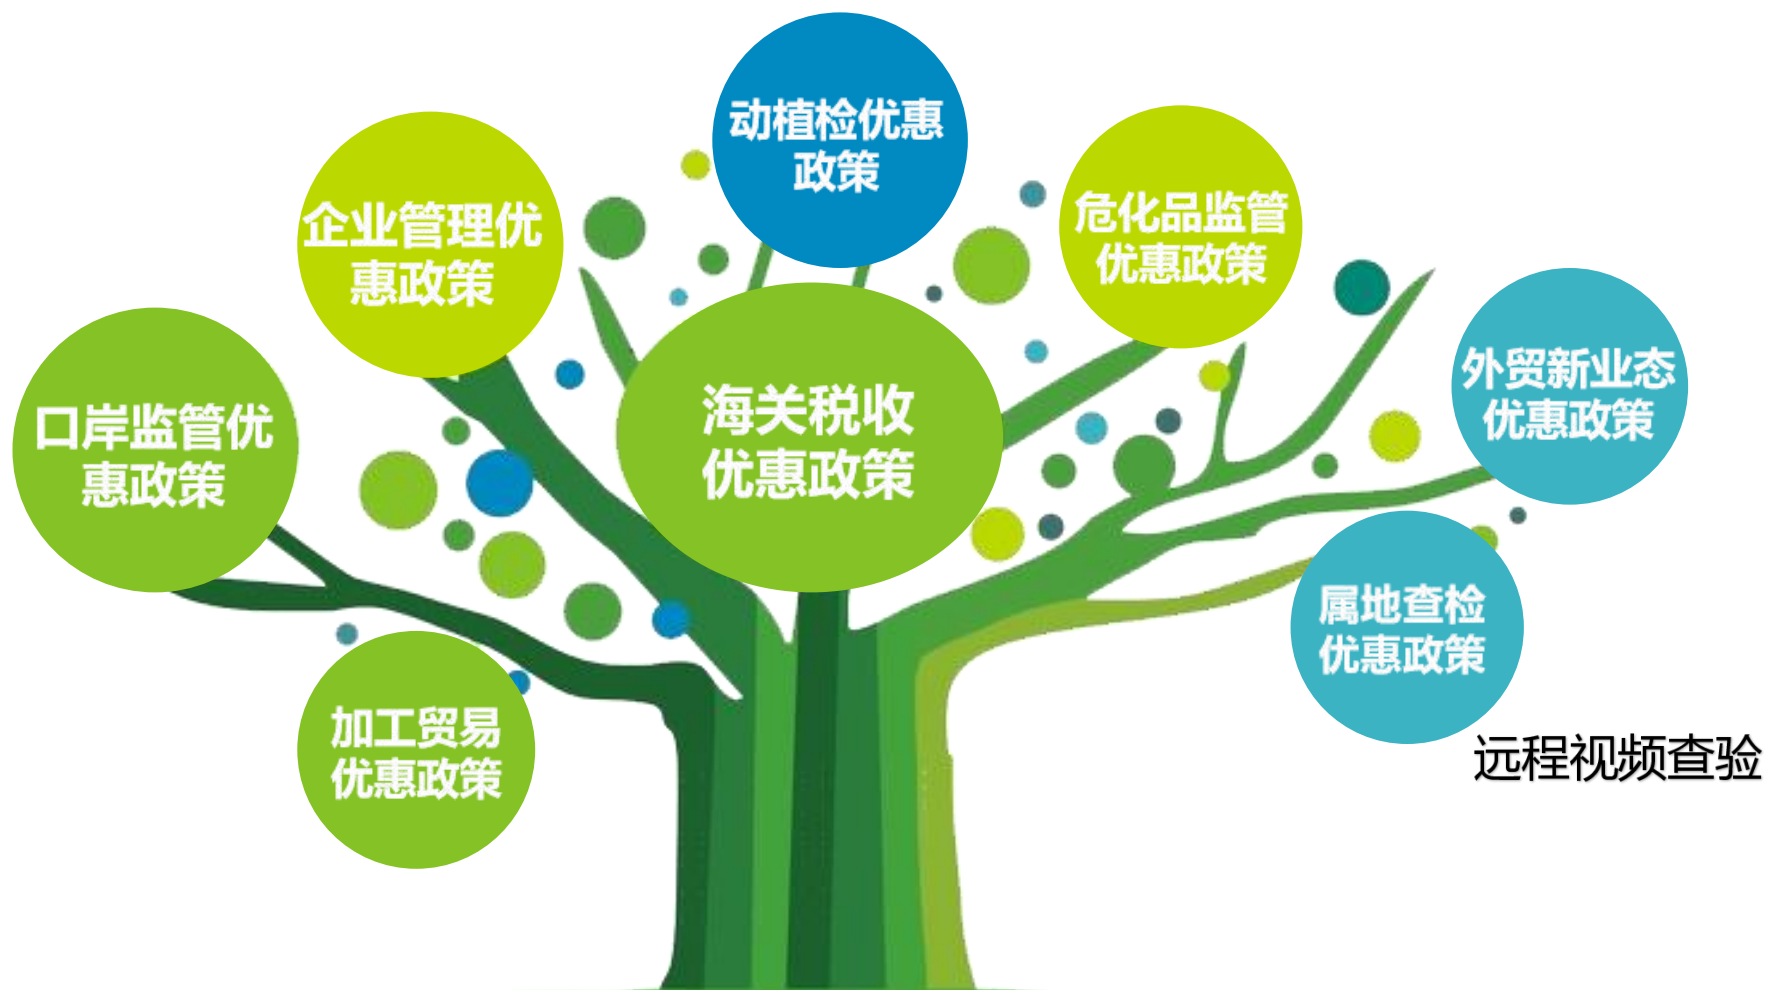 动植检优惠
政策
企业管理优
惠政策
危化品监管
优惠政策
口岸监管优
惠政策
海关税收
优惠政策
外贸新业态
优惠政策
属地查检
优惠政策
加工贸易
优惠政策
远程视频查验